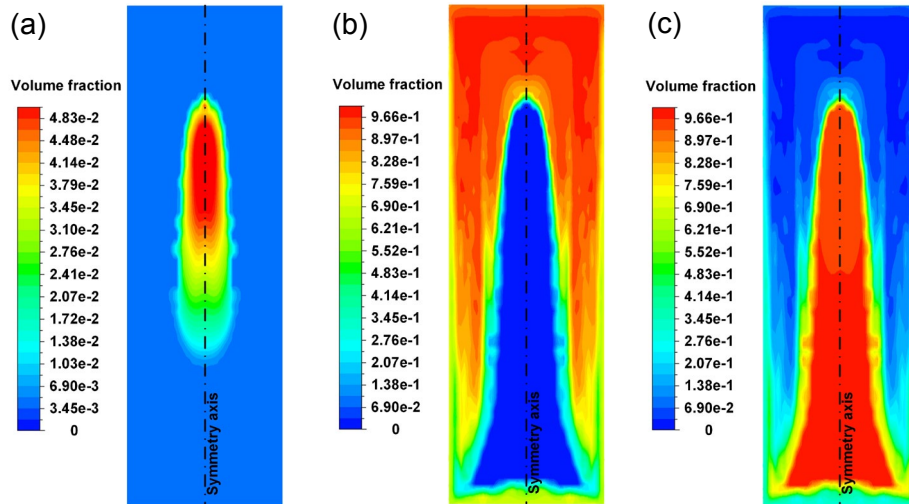 (a)
Volume fraction
4.83e-2
4.48e-2
4.14e-2
3.79e-2
3.45e-2
3.10e-2
2.76e-2
2.41e-2
2.07e-2
1.72e-2
1.38e-2
1.03e-2
6.90e-3
3.45e-3
0
Symmetry axis
(b)
Volume fraction
9.66e-1
8.97e-1
8.28e-1
7.59e-1
6.90e-1
6.21e-1
5.52e-1
4.83e-1
4.14e-1
3.45e-1
2.76e-1
2.07e-1
1.38e-1
6.90e-2
0
Symmetry axis
(c)
Volume fraction
9.66e-1
8.97e-1
8.28e-1
7.59e-1
6.90e-1
6.21e-1
5.52e-1
4.83e-1
4.14e-1
3.45e-1
2.76e-1
2.07e-1
1.38e-1
6.90e-2
0
Symmetry axis